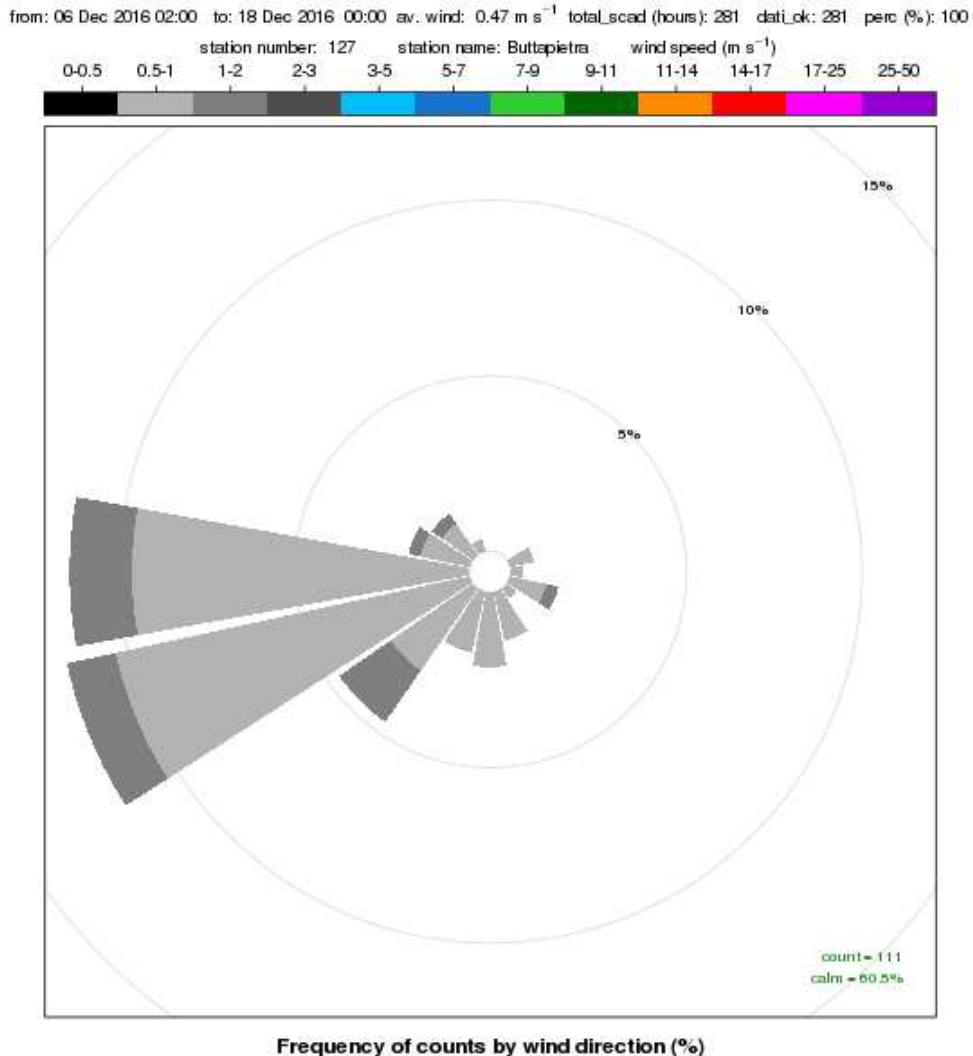 from: 06 Dec 2016 02:00 to: 18 Dec 2016 00:00 av. wind: 0.47 m s⁻¹ total_scad (hours): 281 dati_ok: 281 perc (%): 100
station number: 127 station name: Buttapietra wind speed (m s⁻¹)
0-0.5 0.5-1 1-2 2-3 3-5 5-7 7-9 9-11 11-14 14-17 17-25 25-50
15%
10%
5%
count = 111
calm = 60.5%
Frequency of counts by wind direction (%)